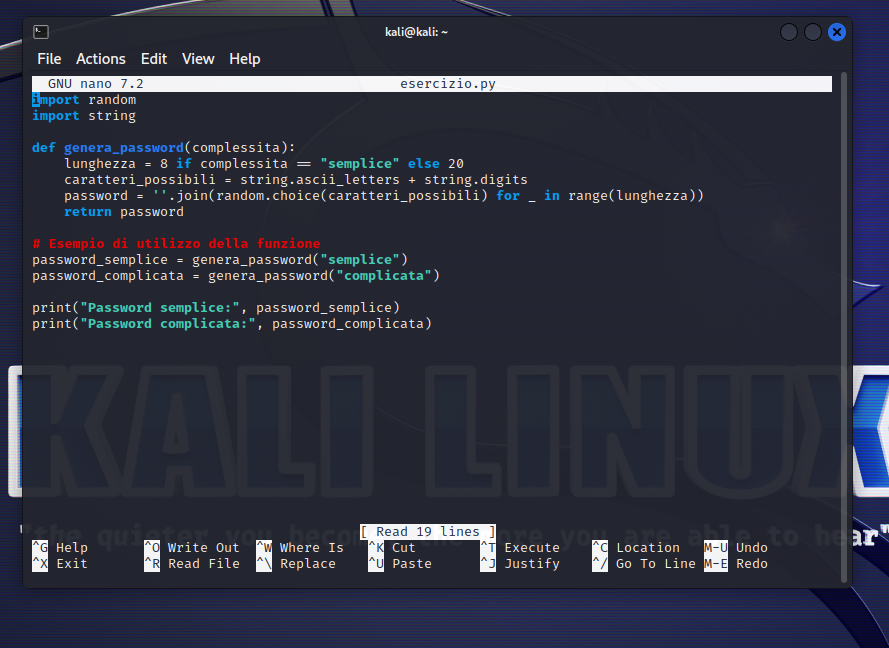 kali@kali: ~
File Actions Edit View Help
GNU nano 7.2 esercizio.py
import random
import string
def genera_password(complessita):
    lunghezza = 8 if complessita == "semplice" else 20
    caratteri_possibili = string.ascii_letters + string.digits
    password = ''.join(random.choice(caratteri_possibili) for _ in range(lunghezza))
    return password
# Esempio di utilizzo della funzione
password_semplice = genera_password("semplice")
password_complicata = genera_password("complicata")
print("Password semplice:", password_semplice)
print("Password complicata:", password_complicata)
KALI LINUX
[ Read 19 lines ]
"the quieter you become, the more you are able to hear"
^G Help ^O Write Out ^W Where Is ^K Cut ^T Execute ^C Location M-U Undo
^X Exit ^R Read File ^\ Replace ^U Paste ^J Justify ^/ Go To Line M-E Redo